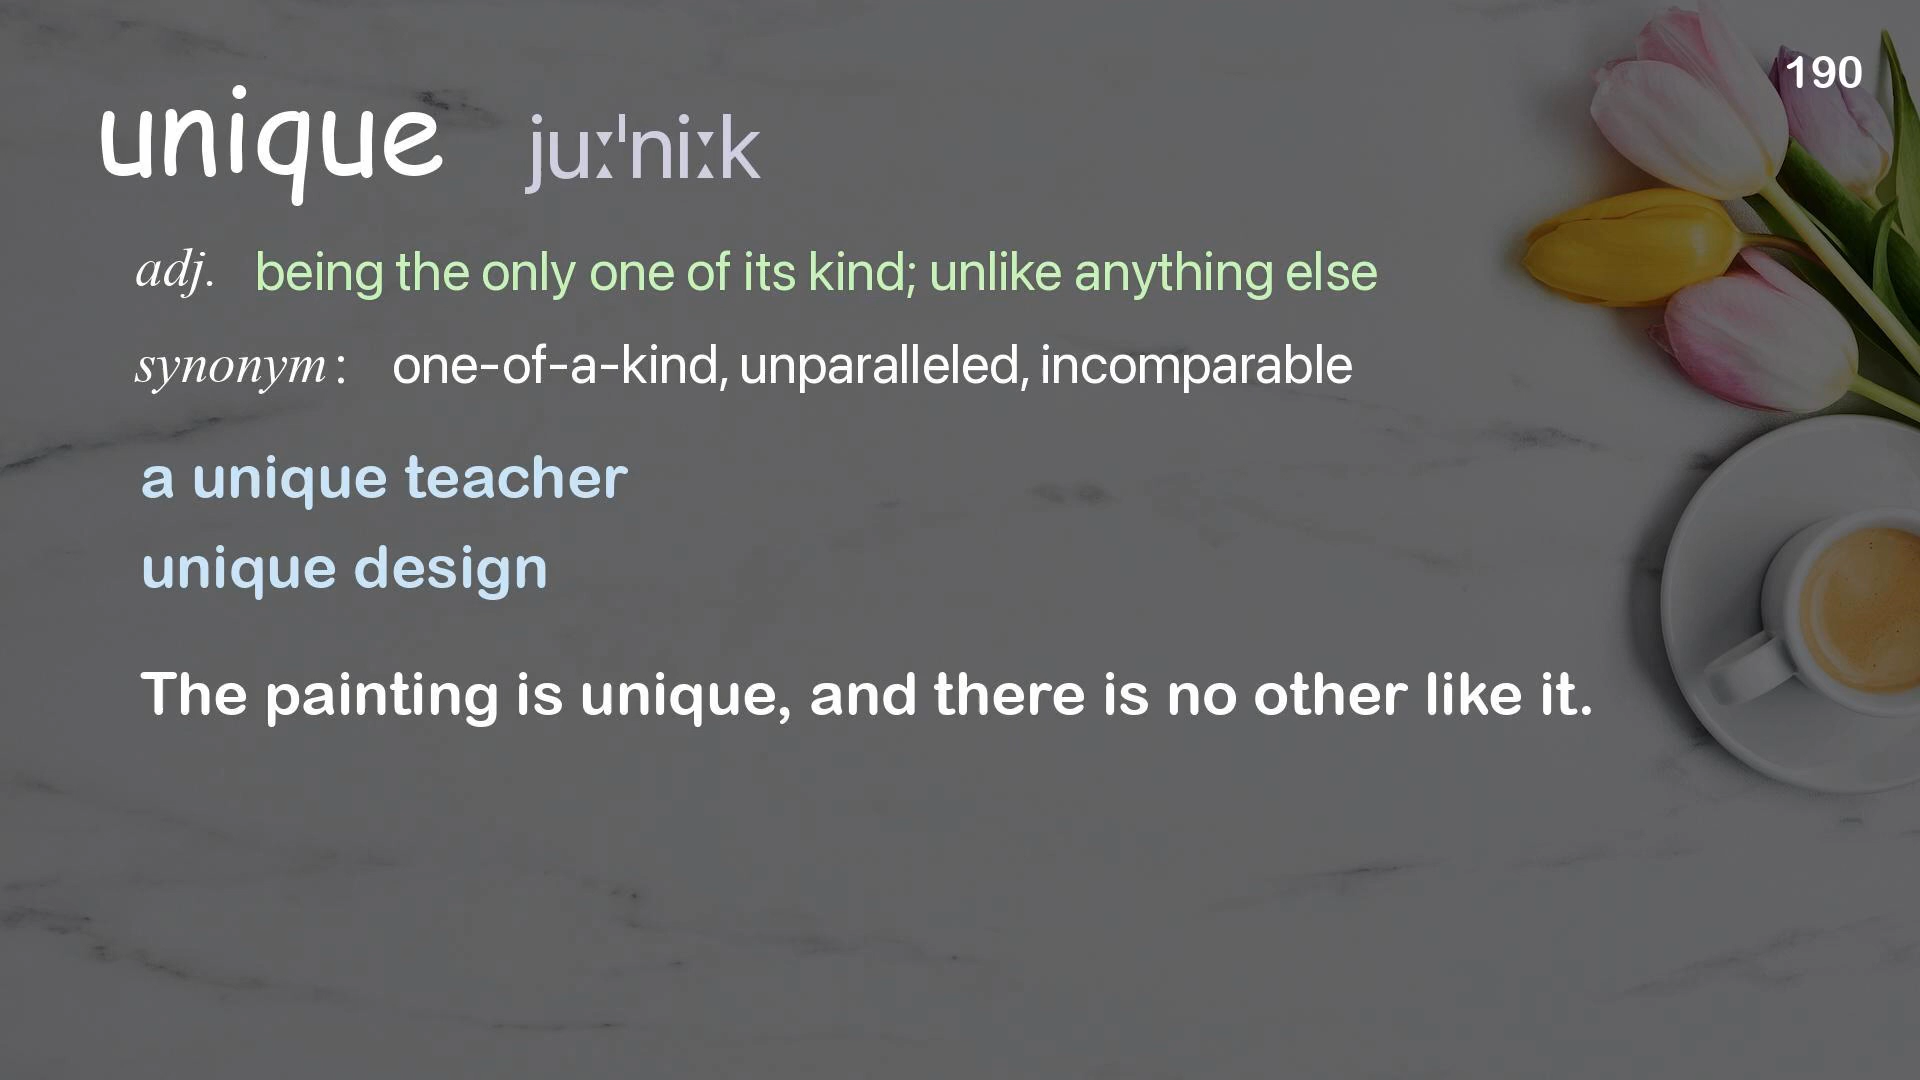 190
unique juːˈniːk
adj. being the only one of its kind; unlike anything else
synonym: one-of-a-kind, unparalleled, incomparable
a unique teacher
unique design
The painting is unique, and there is no other like it.